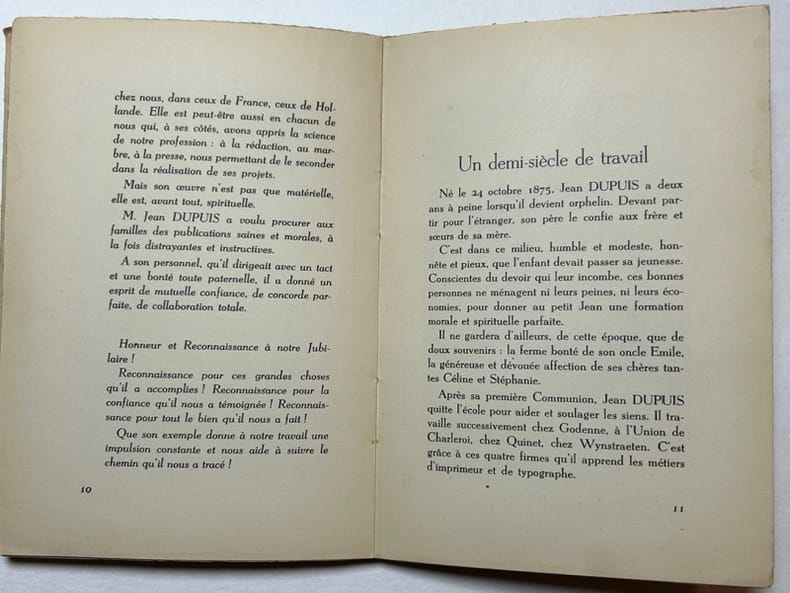 chez nous, dans ceux de France, ceux de Hol-
lande. Elle est peut-être aussi en chacun de
nous qui, à ses côtés, avons appris la science
de notre profession : à la rédaction, au mar-
bre, à la presse, nous permettant de le seconder
dans la réalisation de ses projets.
Mais son œuvre n'est pas que matérielle,
elle est, avant tout, spirituelle.
M. Jean DUPUIS a voulu procurer aux
familles des publications saines et morales, à
la fois distrayantes et instructives.
A son personnel, qu'il dirigeait avec un tact
et une bonté toute paternelle, il a donné un
esprit de mutuelle confiance, de concorde par-
faite, de collaboration totale.
Honneur et Reconnaissance à notre Jubi-
laire !
Reconnaissance pour ces grandes choses
qu'il a accomplies ! Reconnaissance pour la
confiance qu'il nous a témoignée ! Reconnais-
sance pour tout le bien qu'il nous a fait !
Que son exemple donne à notre travail une
impulsion constante et nous aide à suivre le
chemin qu'il nous a tracé !
10
Un demi-siècle de travail
Né le 24 octobre 1875, Jean DUPUIS a deux
ans à peine lorsqu'il devient orphelin. Devant par-
tir pour l'étranger, son père le confie aux frère et
sœurs de sa mère.
C'est dans ce milieu, humble et modeste, hon-
nête et pieux, que l'enfant devait passer sa jeunesse.
Conscientes du devoir qui leur incombe, ces bonnes
personnes ne ménagent ni leurs peines, ni leurs éco-
nomies, pour donner au petit Jean une formation
morale et spirituelle parfaite.
Il ne gardera d'ailleurs, de cette époque, que de
doux souvenirs : la ferme bonté de son oncle Emile,
la généreuse et dévouée affection de ses chères tan-
tes Céline et Stéphanie.
Après sa première Communion, Jean DUPUIS
quitte l'école pour aider et soulager les siens. Il tra-
vaille successivement chez Godenne, à l'Union de
Charleroi, chez Quinet, chez Wynstraeten. C'est
grâce à ces quatre firmes qu'il apprend les métiers
d'imprimeur et de typographe.
11